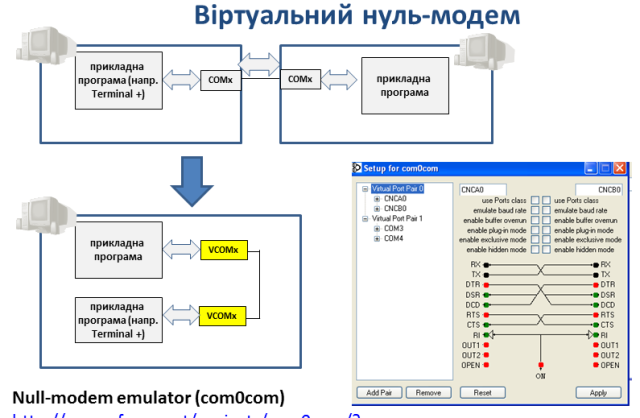 Віртуальний нуль-модем
прикладна
програма (напр.
Terminal +)
COMx
COMx
прикладна
програма
прикладна
програма
VCOMx
прикладна
програма (напр.
Terminal +)
VCOMx
Setup for com0com
Virtual Port Pair 0
CNCA0
CNCB0
Virtual Port Pair 1
COM3
COM4
CNCA0 CNCB0
use Ports class use Ports class
emulate baud rate emulate baud rate
enable buffer overrun enable buffer overrun
enable plug-in mode enable plug-in mode
enable exclusive mode enable exclusive mode
enable hidden mode enable hidden mode
RX RX
TX TX
DTR DTR
DSR DSR
DCD DCD
RTS RTS
CTS CTS
RI RI
OUT1 OUT1
OUT2 OUT2
OPEN OPEN
ON
Add Pair Remove Reset Apply
Null-modem emulator (com0com)